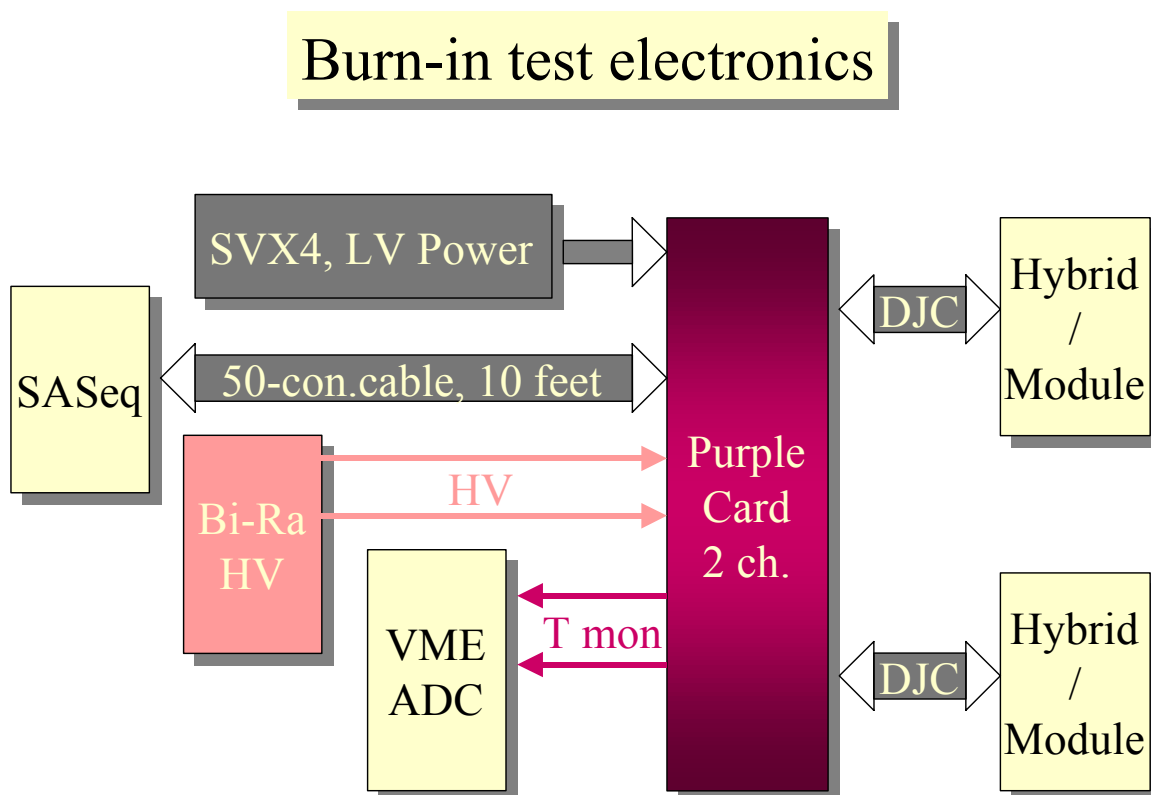 Burn-in test electronics
SVX4, LV Power
SASeq
50-con.cable, 10 feet
Bi-Ra
HV
HV
VME
ADC
T mon
Purple
Card
2 ch.
DJC
Hybrid
/
Module
DJC
Hybrid
/
Module